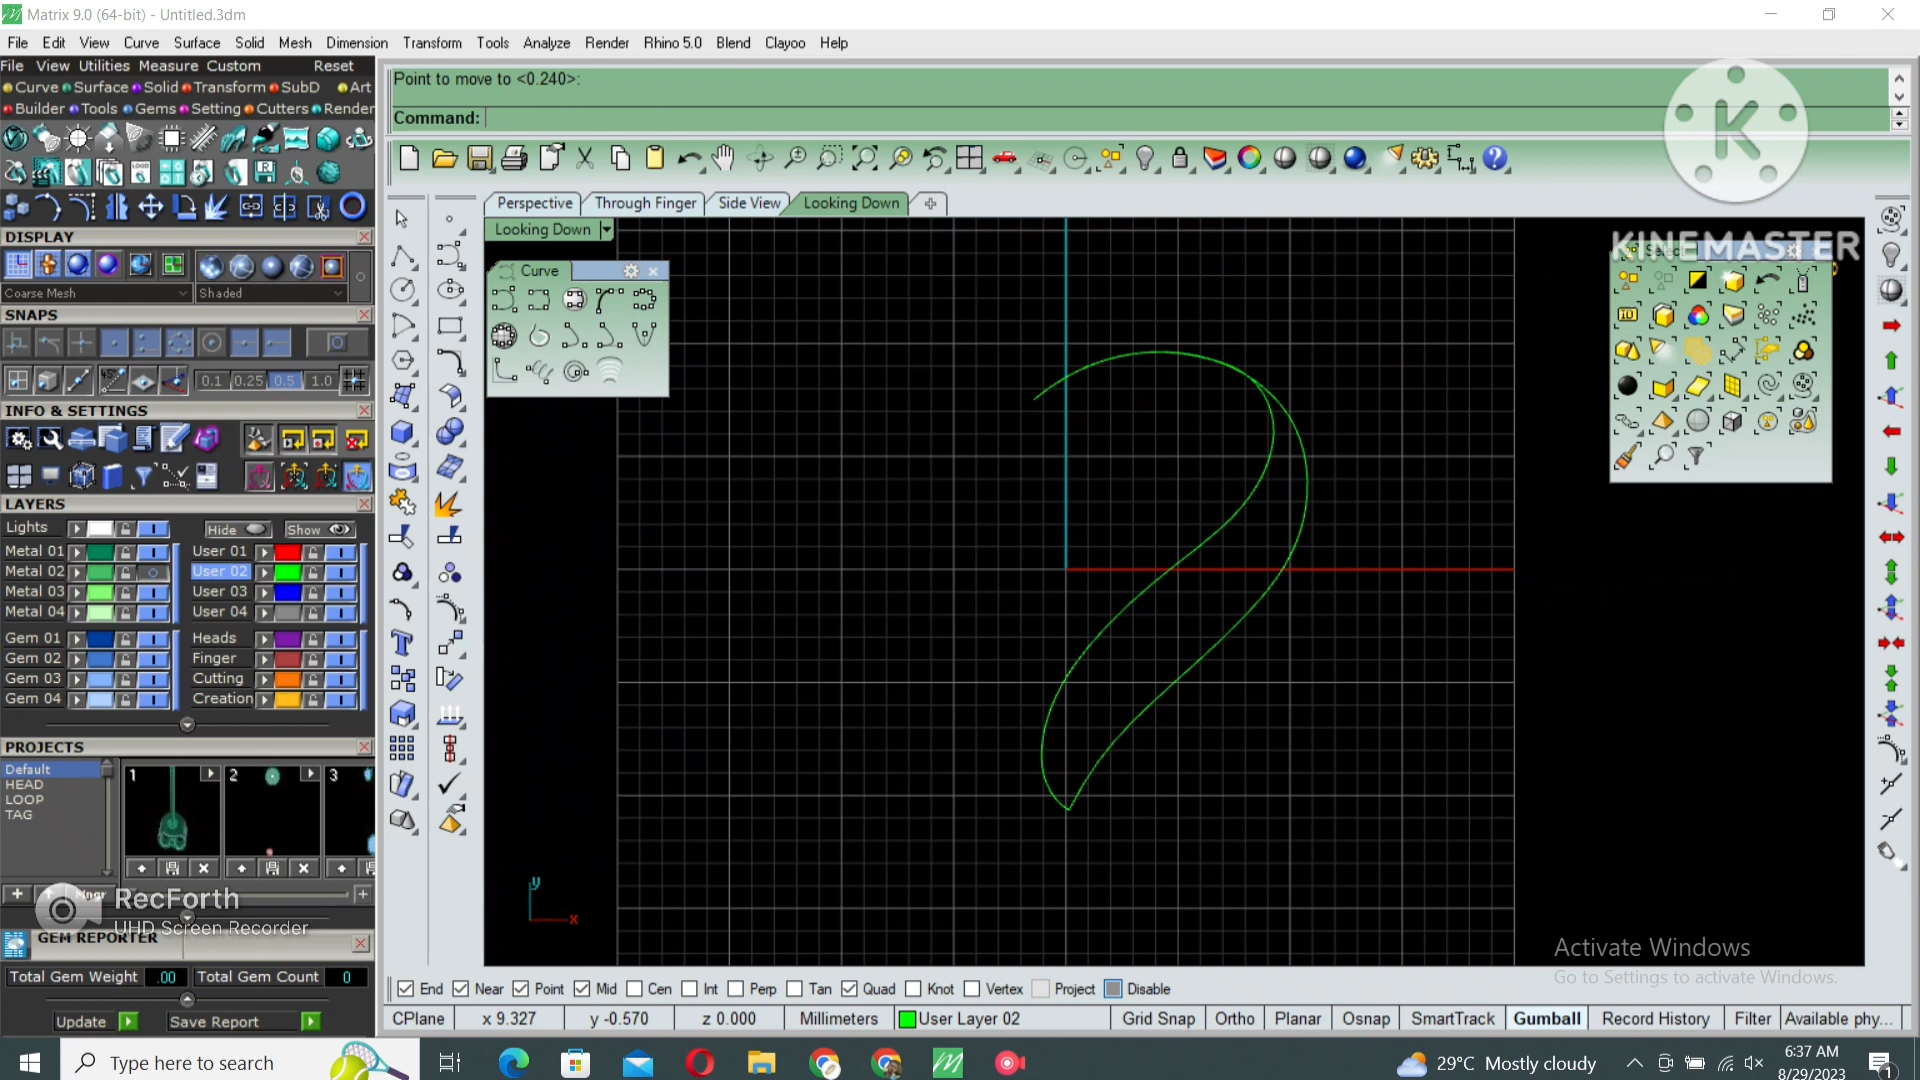 Matrix 9.0 (64-bit) - Untitled.3dm
File Edit View Curve Surface Solid Mesh Dimension Transform Tools Analyze Render Rhino 5.0 Blend Clayoo Help
File View Utilities Measure Custom Reset
Curve Surface Solid Transform SubD Art
Builder Tools Gems Setting Cutters Render
Point to move to <0.240>:
Command:
K
Perspective Through Finger Side View Looking Down
Looking Down
Curve
KINEMASTER
DISPLAY
Coarse Mesh Shaded
SNAPS
0.1 0.25 0.5 1.0
INFO & SETTINGS
LAYERS
Lights Hide Show
Metal 01 User 01
Metal 02 User 02
Metal 03 User 03
Metal 04 User 04
Gem 01 Heads
Gem 02 Finger
Gem 03 Cutting
Gem 04 Creation
PROJECTS
Default
HEAD
LOOP
TAG
1 2 3
Mngr
RecForth
UHD Screen Recorder
GEM REPORTER
Total Gem Weight .00 Total Gem Count 0
Update Save Report
y
x
Activate Windows
Go to Settings to activate Windows.
End Near Point Mid Cen Int Perp Tan Quad Knot Vertex Project Disable
CPlane x 9.327 y -0.570 z 0.000 Millimeters User Layer 02 Grid Snap Ortho Planar Osnap SmartTrack Gumball Record History Filter Available phy...
Type here to search
29°C Mostly cloudy
6:37 AM
8/29/2023
1